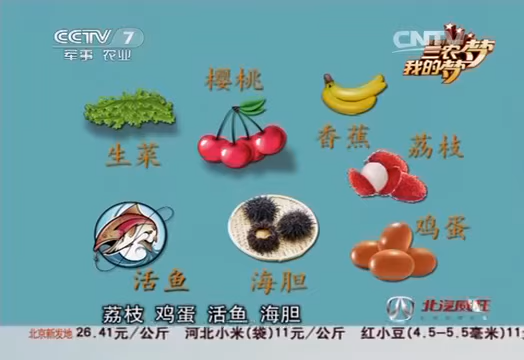 CCTV 7
军事 农业
CNTV
三农梦
我的梦
樱桃
生菜
香蕉
荔枝
活鱼
海胆
鸡蛋
北汽威旺
荔枝 鸡蛋 活鱼 海胆
北京新发地 26.41元/公斤 河北小米(袋)11元/公斤 红小豆(4.5-5.5毫米)11